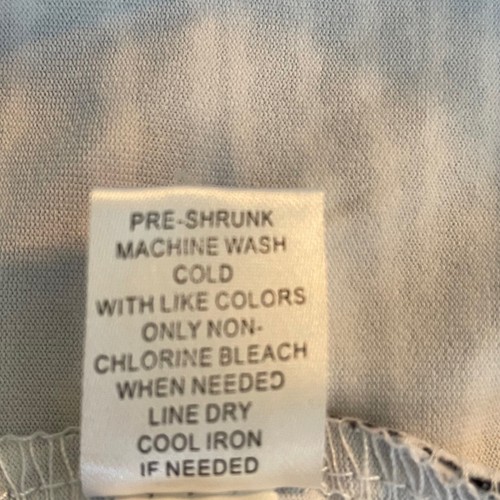 PRE-SHRUNK
MACHINE WASH
COLD
WITH LIKE COLORS
ONLY NON-
CHLORINE BLEACH
WHEN NEEDED
LINE DRY
COOL IRON
IF NEEDED